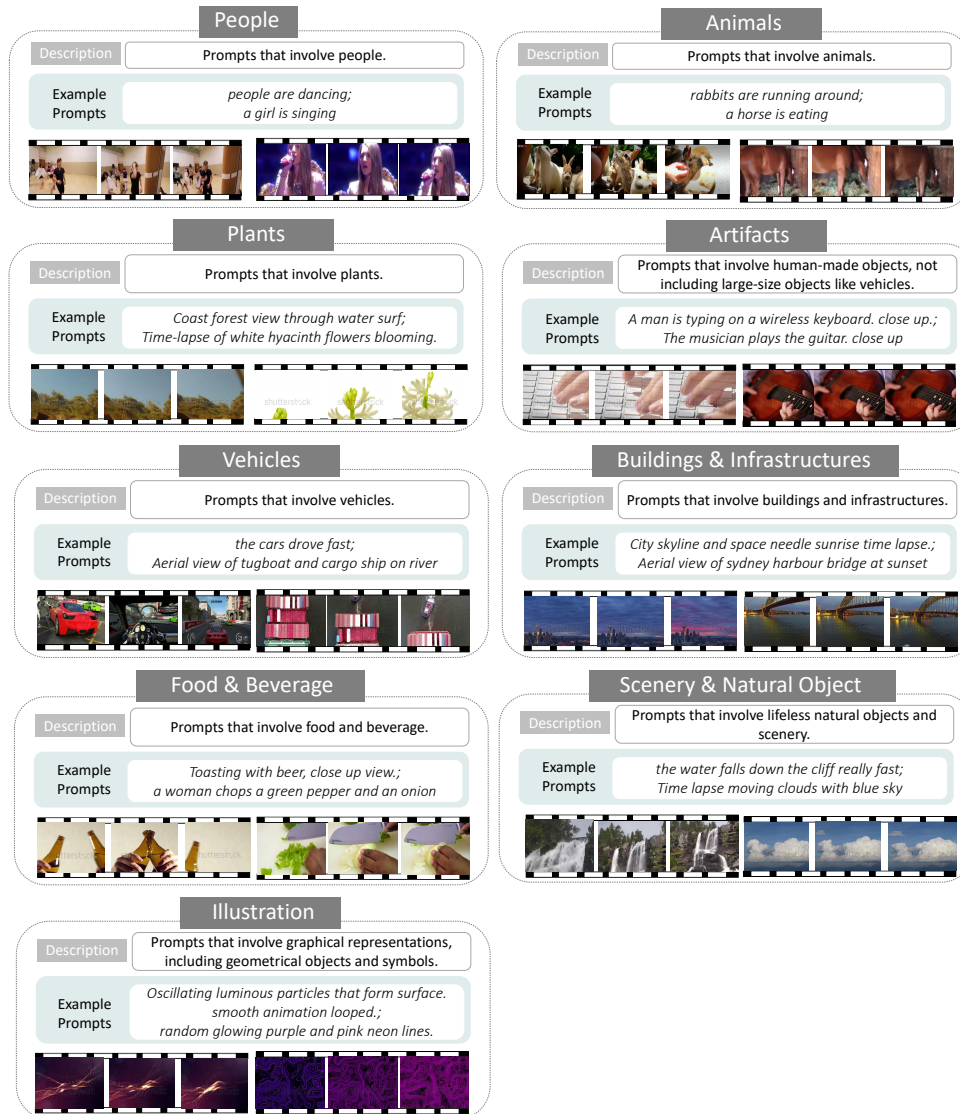 People
Description
Prompts that involve people.
Example
Prompts
people are dancing;
a girl is singing
Animals
Description
Prompts that involve animals.
Example
Prompts
rabbits are running around;
a horse is eating
Plants
Description
Prompts that involve plants.
Example
Prompts
Coast forest view through water surf;
Time-lapse of white hyacinth flowers blooming.
shutterstock
shutterstock
shutterstock
Artifacts
Description
Prompts that involve human-made objects, not
including large-size objects like vehicles.
Example
Prompts
A man is typing on a wireless keyboard. close up.;
The musician plays the guitar. close up
Vehicles
Description
Prompts that involve vehicles.
Example
Prompts
the cars drove fast;
Aerial view of tugboat and cargo ship on river
Buildings & Infrastructures
Description
Prompts that involve buildings and infrastructures.
Example
Prompts
City skyline and space needle sunrise time lapse.;
Aerial view of sydney harbour bridge at sunset
Food & Beverage
Description
Prompts that involve food and beverage.
Example
Prompts
Toasting with beer, close up view.;
a woman chops a green pepper and an onion
Scenery & Natural Object
Description
Prompts that involve lifeless natural objects and
scenery.
Example
Prompts
the water falls down the cliff really fast;
Time lapse moving clouds with blue sky
Illustration
Description
Prompts that involve graphical representations,
including geometrical objects and symbols.
Example
Prompts
Oscillating luminous particles that form surface.
smooth animation looped.;
random glowing purple and pink neon lines.